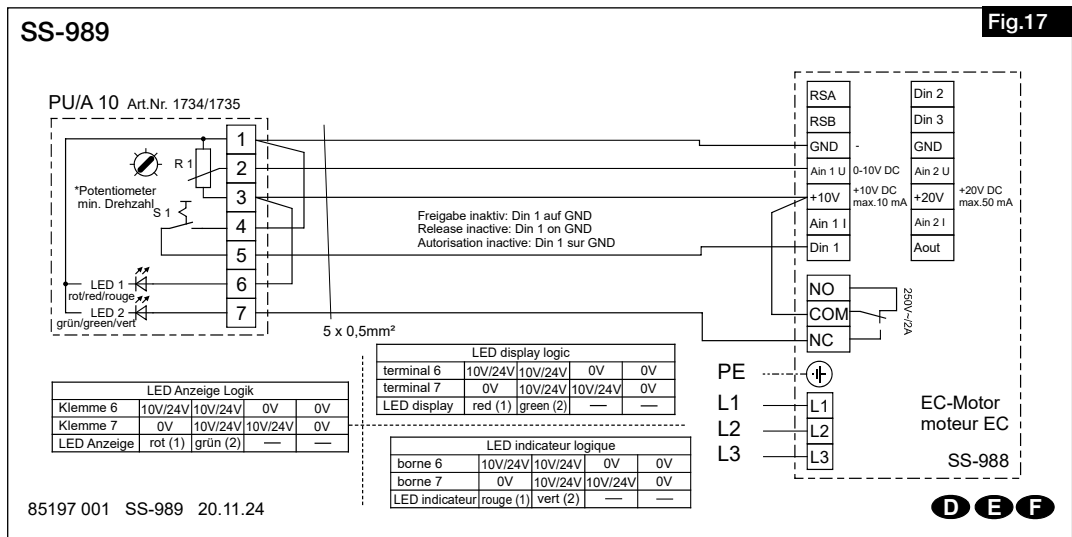 SS-989
Fig.17
PU/A 10 Art.Nr. 1734/1735
R 1
*Potentiometer
min. Drehzahl
S 1
LED 1
rot/red/rouge
LED 2
grün/green/vert
1
2
3
4
5
6
7
5 x 0,5mm²
Freigabe inaktiv: Din 1 auf GND
Release inactive: Din 1 on GND
Autorisation inactive: Din 1 sur GND
RSA
RSB
GND -
Ain 1 U 0-10V DC
+10V +10V DC
max.10 mA
Ain 1 I
Din 1
Din 2
Din 3
GND
Ain 2 U
+20V +20V DC
max.50 mA
Ain 2 I
Aout
NO
COM
NC
250V~/2A
PE
L1 L1
L2 L2
L3 L3
EC-Motor
moteur EC
SS-988
LED Anzeige Logik
Klemme 6 10V/24V 10V/24V 0V 0V
Klemme 7 0V 10V/24V 10V/24V 0V
LED Anzeige rot (1) grün (2) — —
LED display logic
terminal 6 10V/24V 10V/24V 0V 0V
terminal 7 0V 10V/24V 10V/24V 0V
LED display red (1) green (2) — —
LED indicateur logique
borne 6 10V/24V 10V/24V 0V 0V
borne 7 0V 10V/24V 10V/24V 0V
LED indicateur rouge (1) vert (2) — —
85197 001 SS-989 20.11.24
D E F